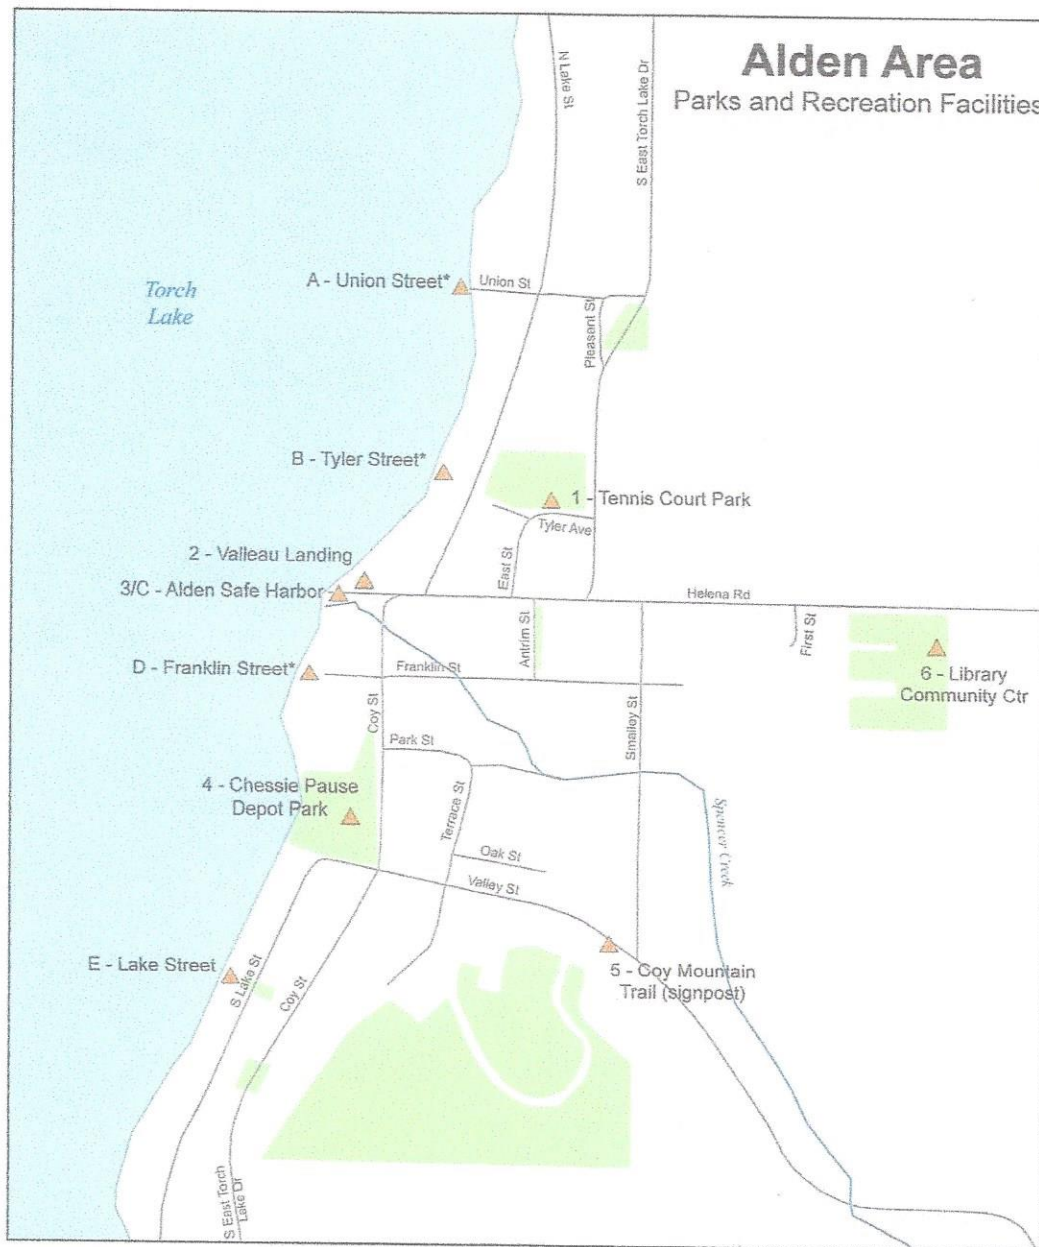 Alden Area
Parks and Recreation Facilities
N Lake St
S East Torch Lake Dr
Torch
Lake
A - Union Street*
Union St
Pleasant St
B - Tyler Street*
1 - Tennis Court Park
Tyler Ave
East St
2 - Valleau Landing
3/C - Alden Safe Harbor
Helena Rd
Antrim St
First St
D - Franklin Street*
Franklin St
6 - Library
Community Ctr
Coy St
Smalley St
Park St
4 - Chessie Pause
Depot Park
Terrace St
Spencer Creek
Oak St
Valley St
E - Lake Street
S Lake St
Coy St
5 - Coy Mountain
Trail (signpost)
S East Torch
Lake Dr